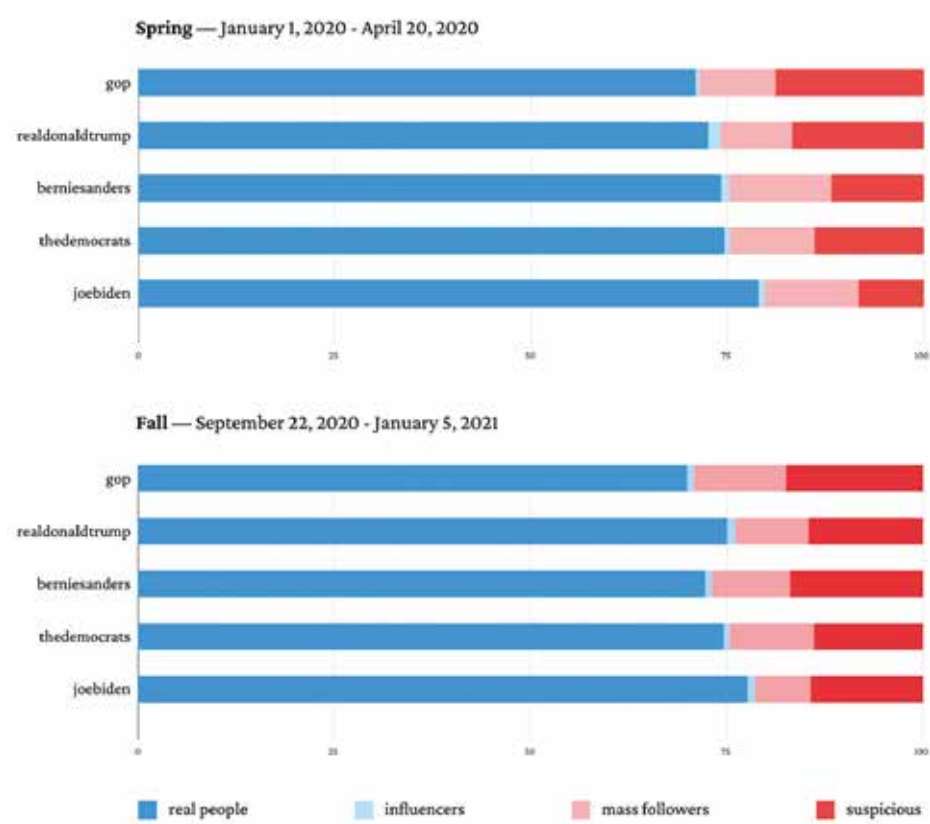 Spring — January 1, 2020 - April 20, 2020
gop
realdonaldtrump
berniesanders
thedemocrats
joebiden
0 25 50 75 100
Fall — September 22, 2020 - January 5, 2021
gop
realdonaldtrump
berniesanders
thedemocrats
joebiden
0 25 50 75 100
real people influencers mass followers suspicious